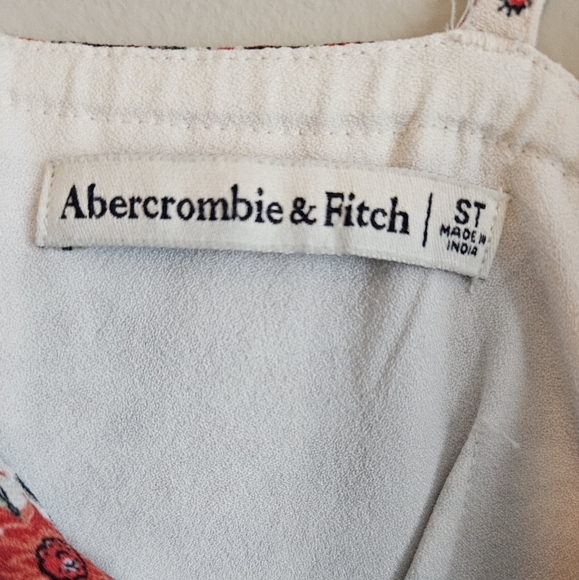 Abercrombie & Fitch
ST
MADE IN
INDIA